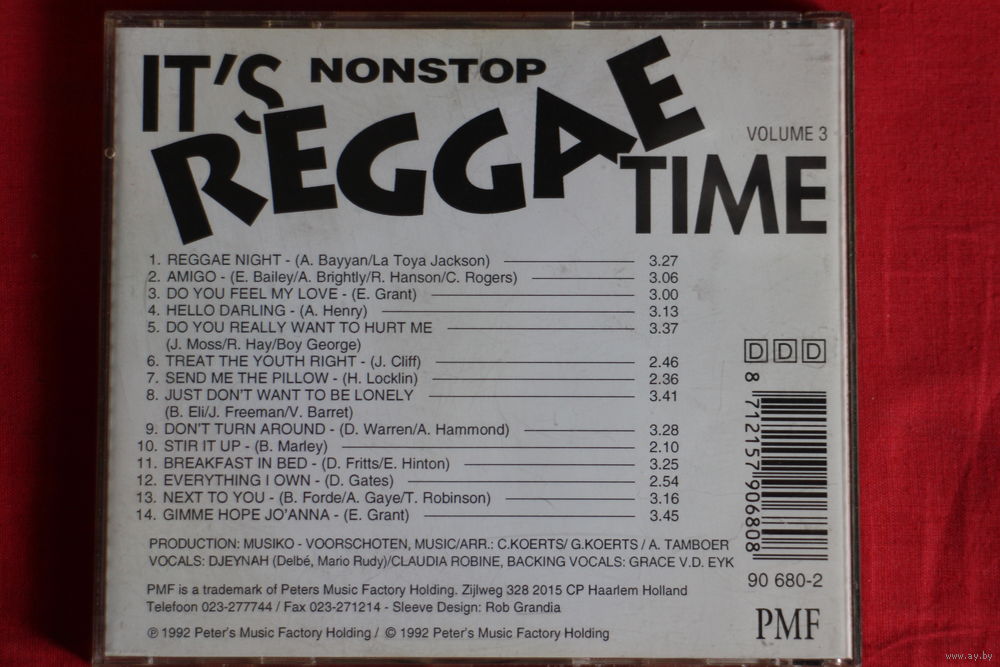 IT'S NONSTOP
REGGAE
VOLUME 3
TIME
1. REGGAE NIGHT - (A. Bayyan/La Toya Jackson) 3.27
2. AMIGO - (E. Bailey/A. Brightly/R. Hanson/C. Rogers) 3.06
3. DO YOU FEEL MY LOVE - (E. Grant) 3.00
4. HELLO DARLING - (A. Henry) 3.13
5. DO YOU REALLY WANT TO HURT ME 3.37
(J. Moss/R. Hay/Boy George)
6. TREAT THE YOUTH RIGHT - (J. Cliff) 2.46
7. SEND ME THE PILLOW - (H. Locklin) 2.36
8. JUST DON'T WANT TO BE LONELY 3.41
(B. Eli/J. Freeman/V. Barret)
9. DON'T TURN AROUND - (D. Warren/A. Hammond) 3.28
10. STIR IT UP - (B. Marley) 2.10
11. BREAKFAST IN BED - (D. Fritts/E. Hinton) 3.25
12. EVERYTHING I OWN - (D. Gates) 2.54
13. NEXT TO YOU - (B. Forde/A. Gaye/T. Robinson) 3.16
14. GIMME HOPE JO'ANNA - (E. Grant) 3.45
DDD
8 712157 906808
PRODUCTION: MUSIKO - VOORSCHOTEN, MUSIC/ARR.: C.KOERTS/ G.KOERTS / A. TAMBOER
VOCALS: DJEYNAH (Delbé, Mario Rudy)/CLAUDIA ROBINE, BACKING VOCALS: GRACE V.D. EYK
90 680-2
PMF is a trademark of Peters Music Factory Holding. Zijlweg 328 2015 CP Haarlem Holland
Telefoon 023-277744 / Fax 023-271214 - Sleeve Design: Rob Grandia
PMF
℗ 1992 Peter's Music Factory Holding / © 1992 Peter's Music Factory Holding
www.ay.by